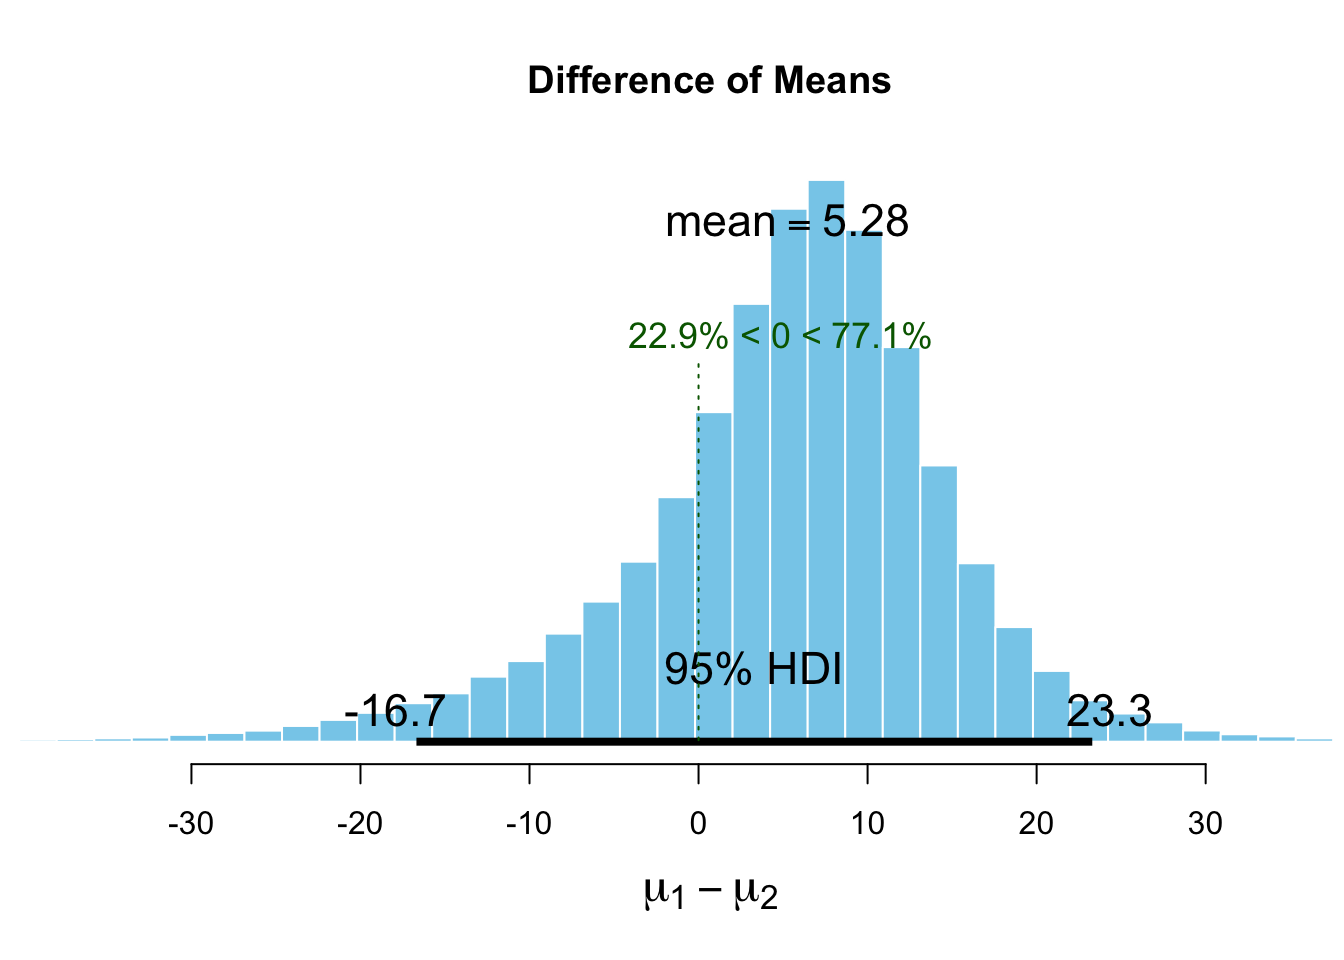 Difference of Means
mean = 5.28
22.9% < 0 < 77.1%
95% HDI
-16.7 23.3
-30 -20 -10 0 10 20 30
μ1 − μ2